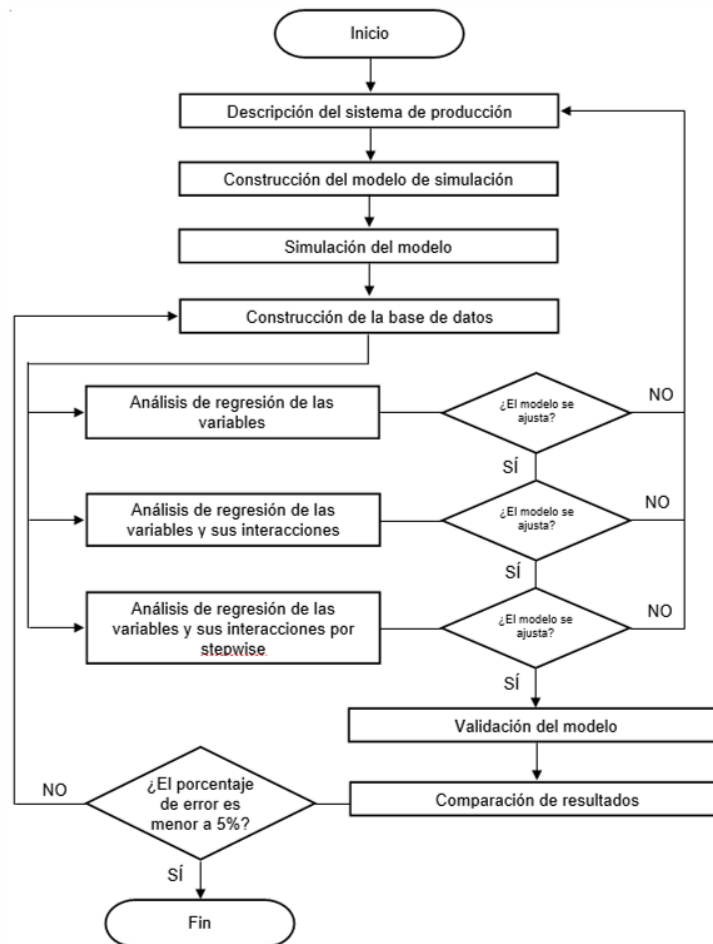 Inicio
Descripción del sistema de producción
Construcción del modelo de simulación
Simulación del modelo
Construcción de la base de datos
Análisis de regresión de las
variables
¿El modelo se
ajusta?
NO
SÍ
Análisis de regresión de las
variables y sus interacciones
¿El modelo se
ajusta?
NO
SÍ
Análisis de regresión de las
variables y sus interacciones por
stepwise
¿El modelo se
ajusta?
NO
SÍ
Validación del modelo
Comparación de resultados
¿El porcentaje
de error es
menor a 5%?
NO
SÍ
Fin